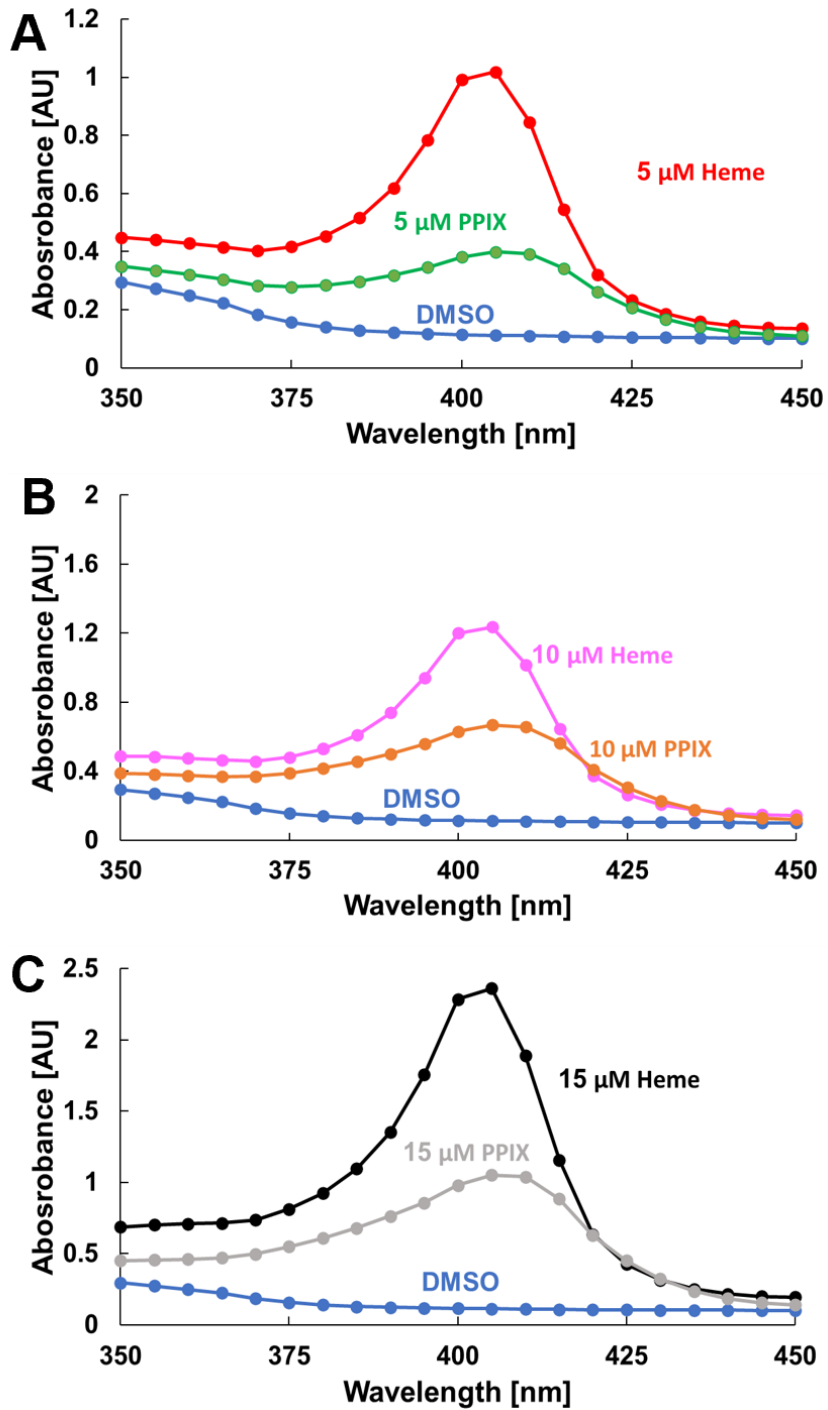 A
Abosrobance [AU]
1.2
1
0.8
0.6
0.4
0.2
0
5 µM Heme
5 µM PPIX
DMSO
350
375
400
425
450
Wavelength [nm]
B
Abosrobance [AU]
2
1.6
1.2
0.8
0.4
0
10 µM Heme
10 µM PPIX
DMSO
350
375
400
425
450
Wavelength [nm]
C
Abosrobance [AU]
2.5
2
1.5
1
0.5
0
15 µM Heme
15 µM PPIX
DMSO
350
375
400
425
450
Wavelength [nm]